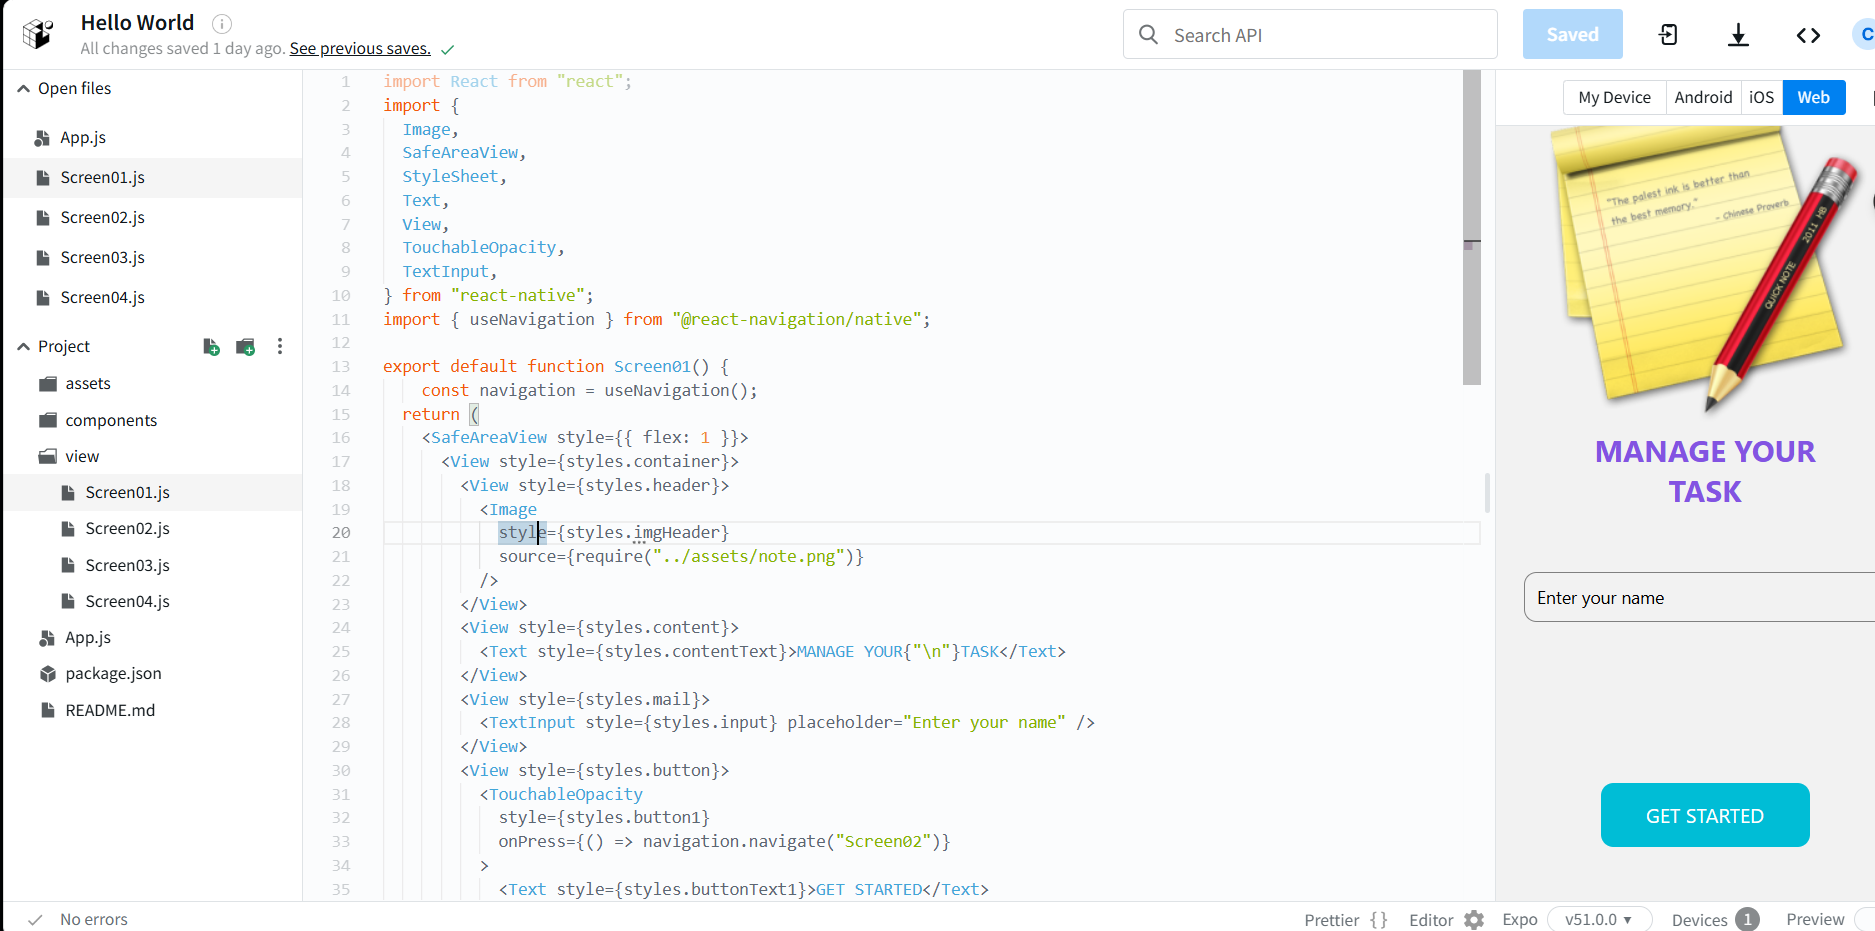 Hello World
All changes saved 1 day ago. See previous saves.
Search API
Saved
C
Open files
App.js
Screen01.js
Screen02.js
Screen03.js
Screen04.js
Project
assets
components
view
Screen01.js
Screen02.js
Screen03.js
Screen04.js
App.js
package.json
README.md
1 import React from "react";
2 import {
3 Image,
4 SafeAreaView,
5 StyleSheet,
6 Text,
7 View,
8 TouchableOpacity,
9 TextInput,
10 } from "react-native";
11 import { useNavigation } from "@react-navigation/native";
12
13 export default function Screen01() {
14 const navigation = useNavigation();
15 return (
16 <SafeAreaView style={{ flex: 1 }}>
17 <View style={styles.container}>
18 <View style={styles.header}>
19 <Image
20 style={styles.imgHeader}
21 source={require("../assets/note.png")}
22 />
23 </View>
24 <View style={styles.content}>
25 <Text style={styles.contentText}>MANAGE YOUR{"\n"}TASK</Text>
26 </View>
27 <View style={styles.mail}>
28 <TextInput style={styles.input} placeholder="Enter your name" />
29 </View>
30 <View style={styles.button}>
31 <TouchableOpacity
32 style={styles.button1}
33 onPress={() => navigation.navigate("Screen02")}
34 >
35 <Text style={styles.buttonText1}>GET STARTED</Text>
My Device Android iOS Web
"The palest ink is better than
the best memory."
- Chinese Proverb
2011 HB
QUICK NOTE
MANAGE YOUR
TASK
Enter your name
GET STARTED
No errors
Prettier {} Editor Expo v51.0.0 Devices 1 Preview